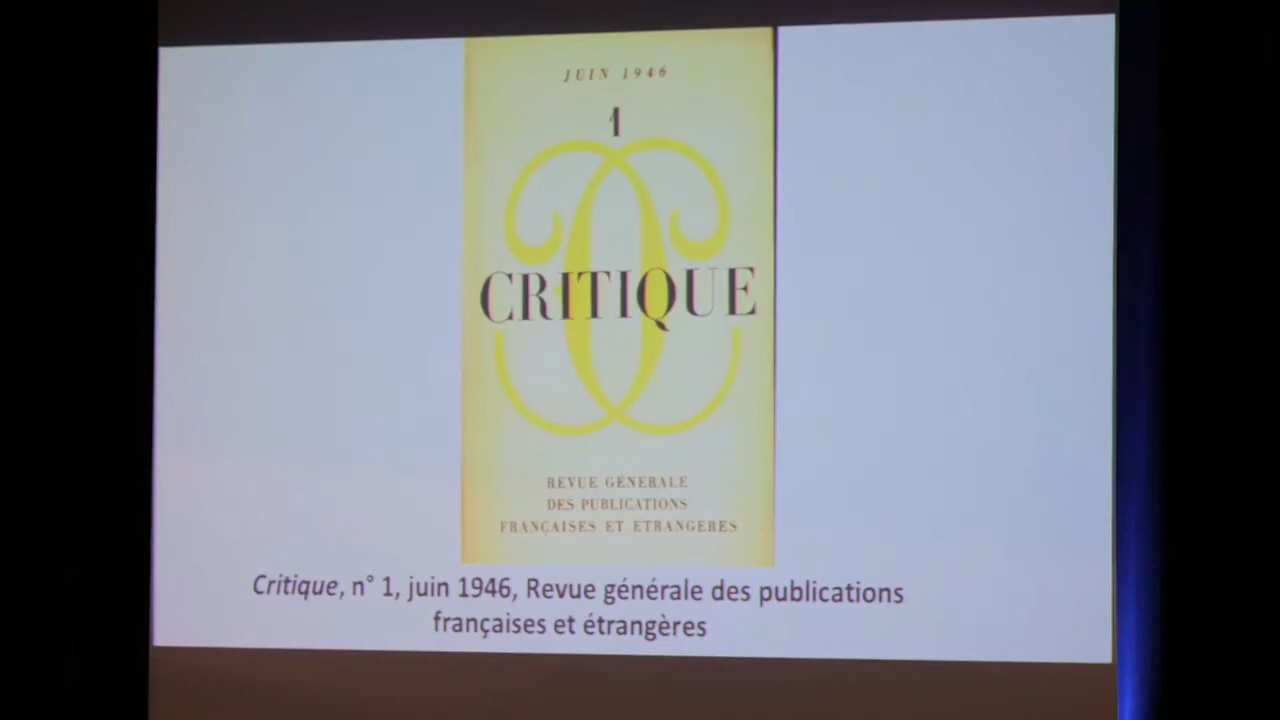 JUIN 1946
1
CRITIQUE
REVUE GÉNÉRALE
DES PUBLICATIONS
FRANÇAISES ET ETRANGERES
Critique, n° 1, juin 1946, Revue générale des publications
françaises et étrangères